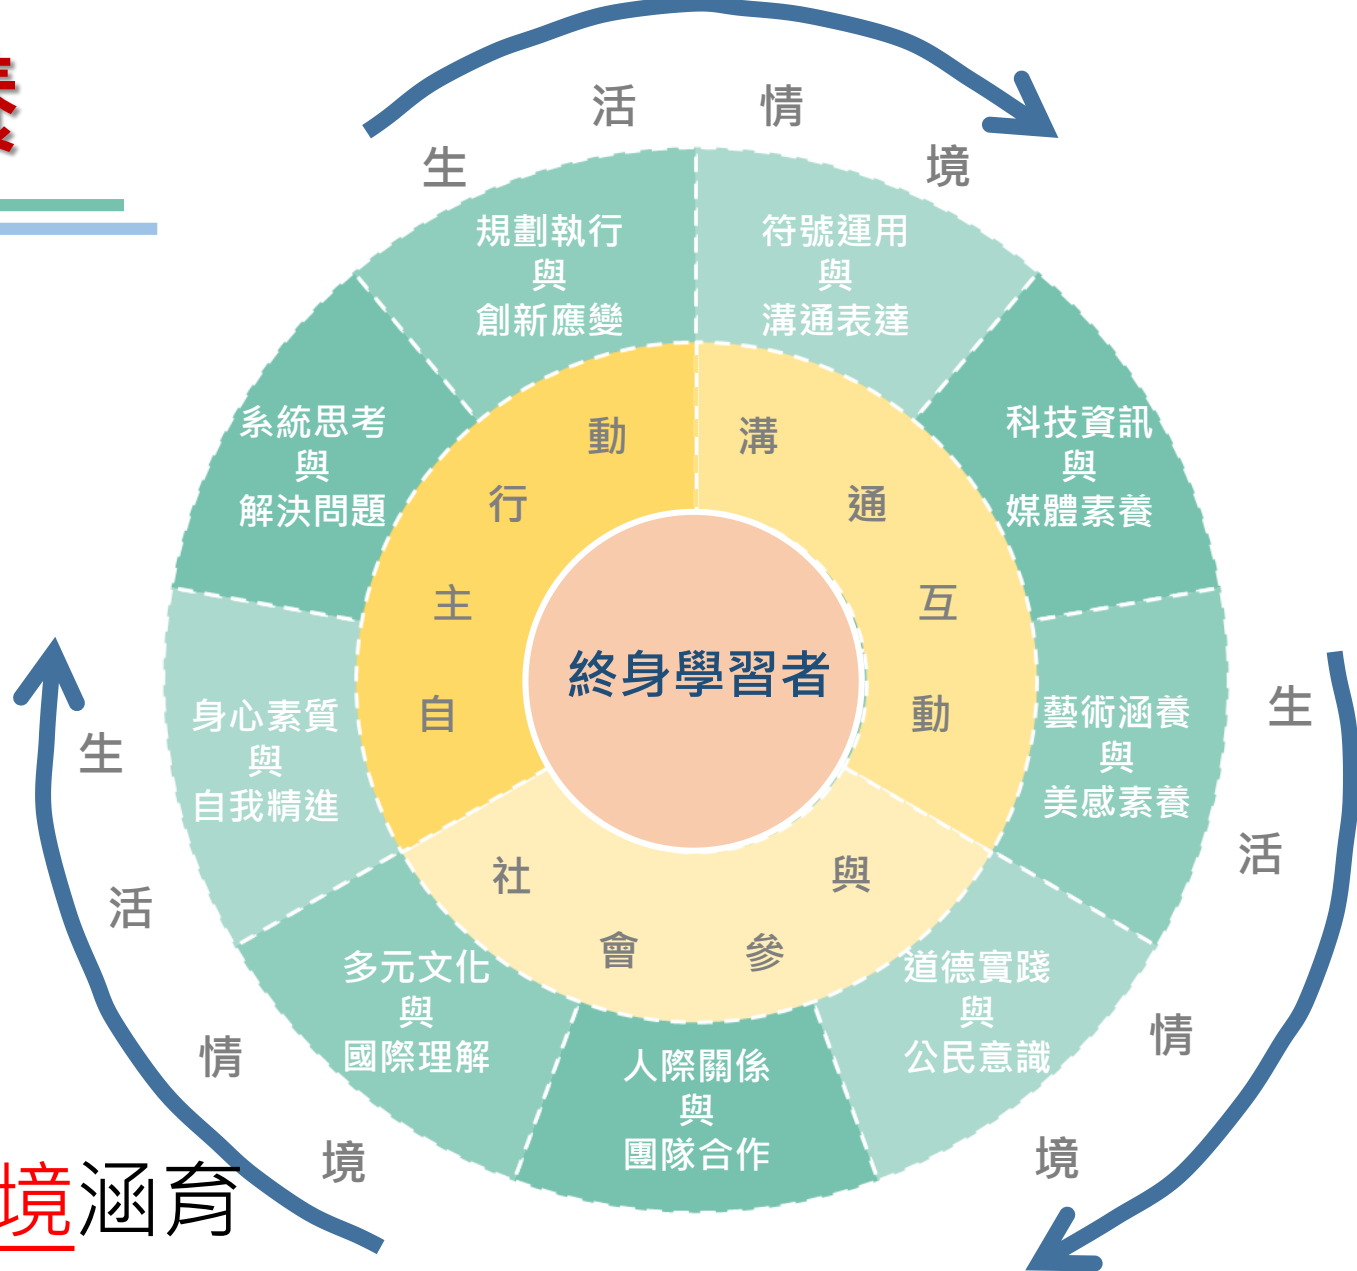 養
生活情境
規劃執行
與
創新應變
符號運用
與
溝通表達
系統思考
與
解決問題
科技資訊
與
媒體素養
自主行動
溝通互動
終身學習者
身心素質
與
自我精進
藝術涵養
與
美感素養
生活情境
生活情境
社會參與
多元文化
與
國際理解
道德實踐
與
公民意識
人際關係
與
團隊合作
境涵育